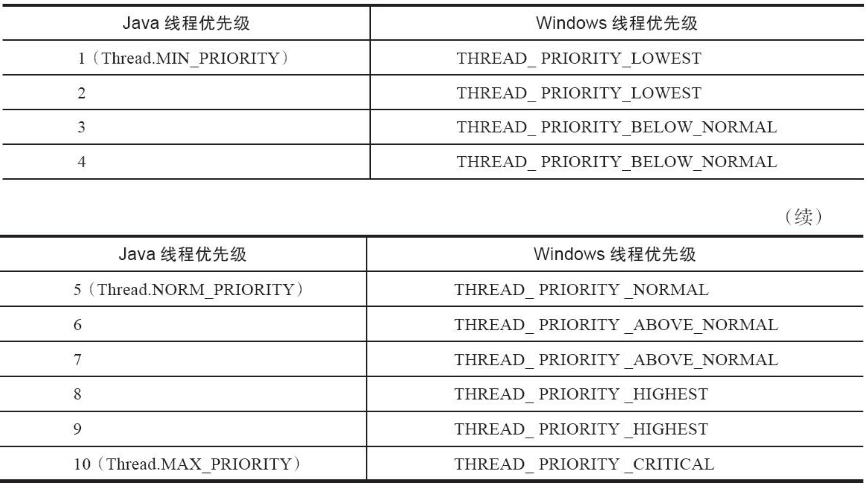 Java 线程优先级 Windows 线程优先级
1（Thread.MIN_PRIORITY） THREAD_ PRIORITY_LOWEST
2 THREAD_ PRIORITY_LOWEST
3 THREAD_ PRIORITY_BELOW_NORMAL
4 THREAD_ PRIORITY_BELOW_NORMAL
（续）
Java 线程优先级 Windows 线程优先级
5（Thread.NORM_PRIORITY） THREAD_ PRIORITY _NORMAL
6 THREAD_ PRIORITY _ABOVE_NORMAL
7 THREAD_ PRIORITY _ABOVE_NORMAL
8 THREAD_ PRIORITY _HIGHEST
9 THREAD_ PRIORITY _HIGHEST
10（Thread.MAX_PRIORITY） THREAD_ PRIORITY _CRITICAL